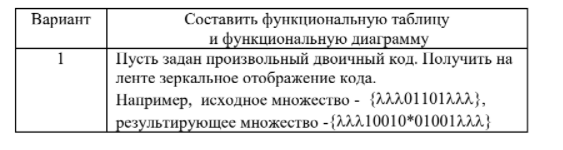 Вариант
Составить функциональную таблицу
и функциональную диаграмму
1
Пусть задан произвольный двоичный код. Получить на
ленте зеркальное отображение кода.
Например, исходное множество - {λλλ01101λλλ},
результирующее множество -{λλλ10010*01001λλλ}